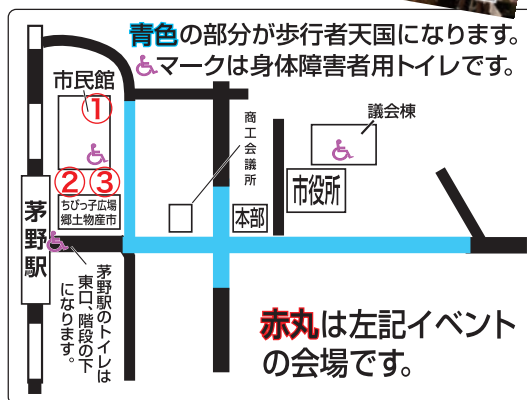 青色の部分が歩行者天国になります。
マークは身体障害者用トイレです。
市民館
①
② ③
ちびっ子広場
郷土物産市
茅野駅
茅野駅のトイレは
東口、階段の下
になります。
商工会議所
本部
市役所
議会棟
赤丸は左記イベント
の会場です。